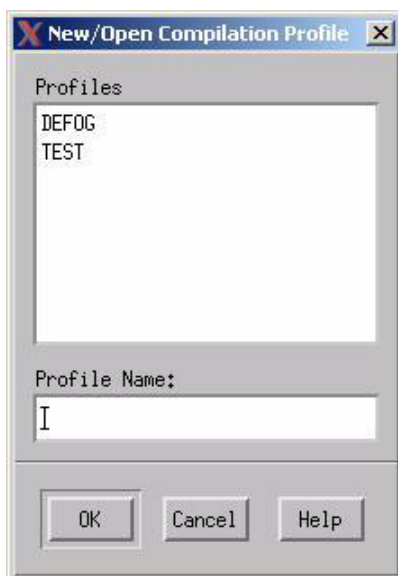 New/Open Compilation Profile
Profiles
DEFOG
TEST
Profile Name:
OK Cancel Help